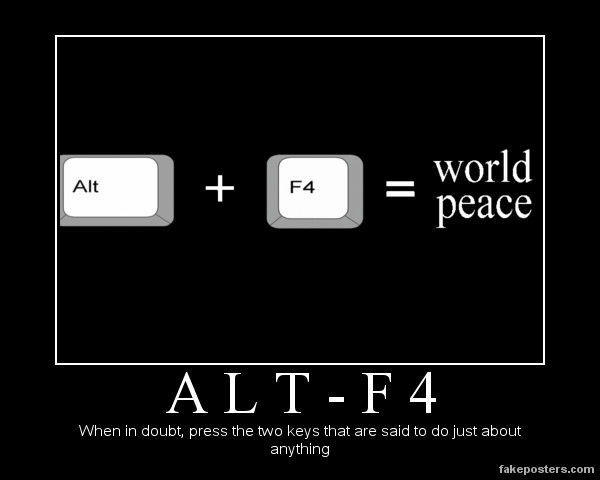 Alt + F4 = world
peace
ALT-F4
When in doubt, press the two keys that are said to do just about
anything
fakeposters.com